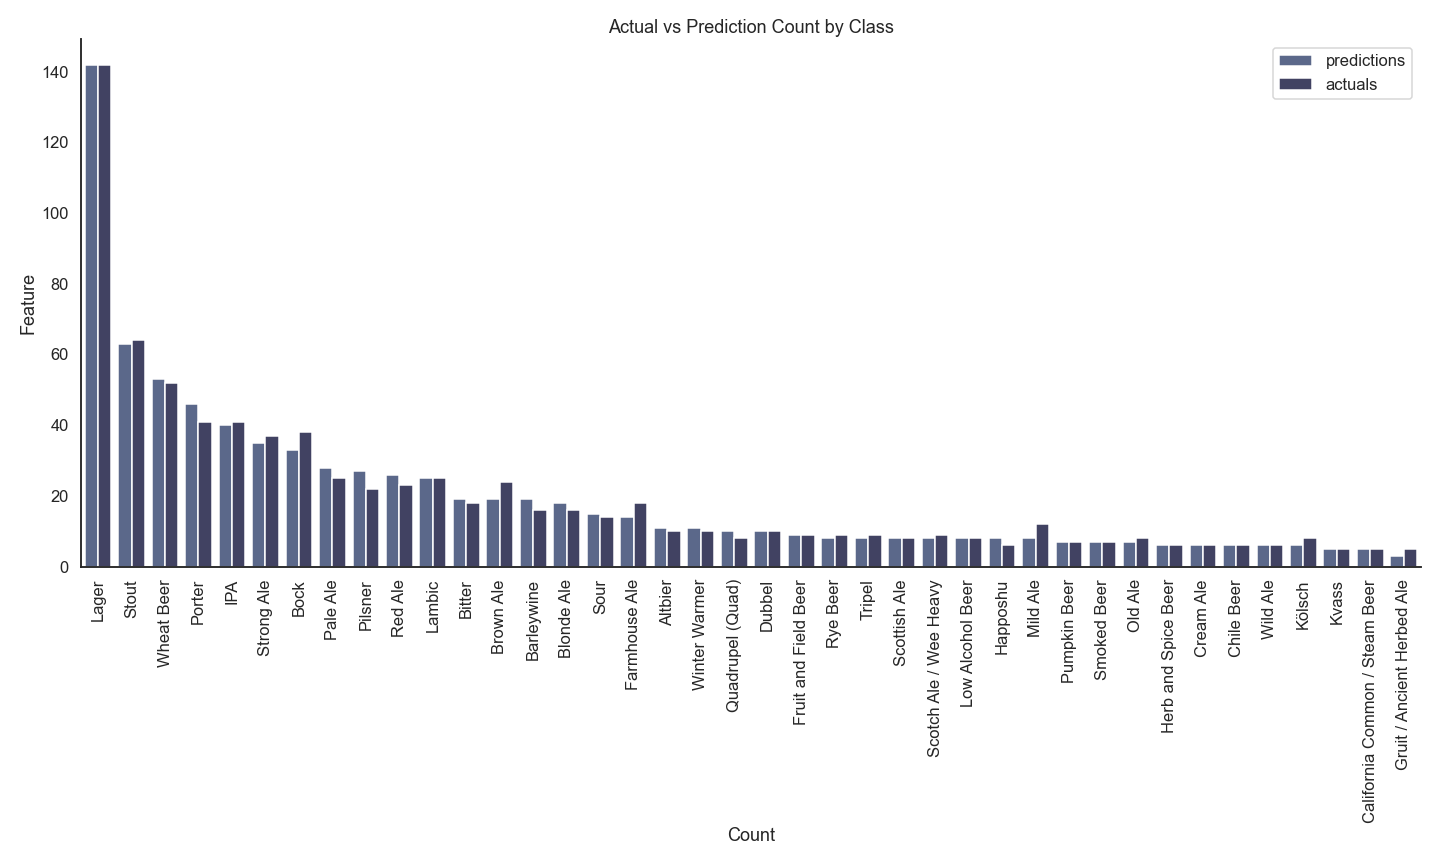 Actual vs Prediction Count by Class
predictions
actuals
140
120
100
80
60
40
20
0
Feature
Lager
Stout
Wheat Beer
Porter
IPA
Strong Ale
Bock
Pale Ale
Pilsner
Red Ale
Lambic
Bitter
Brown Ale
Barleywine
Blonde Ale
Sour
Farmhouse Ale
Altbier
Winter Warmer
Quadrupel (Quad)
Dubbel
Fruit and Field Beer
Rye Beer
Tripel
Scottish Ale
Scotch Ale / Wee Heavy
Low Alcohol Beer
Happoshu
Mild Ale
Pumpkin Beer
Smoked Beer
Old Ale
Herb and Spice Beer
Cream Ale
Chile Beer
Wild Ale
Kölsch
Kvass
California Common / Steam Beer
Gruit / Ancient Herbed Ale
Count